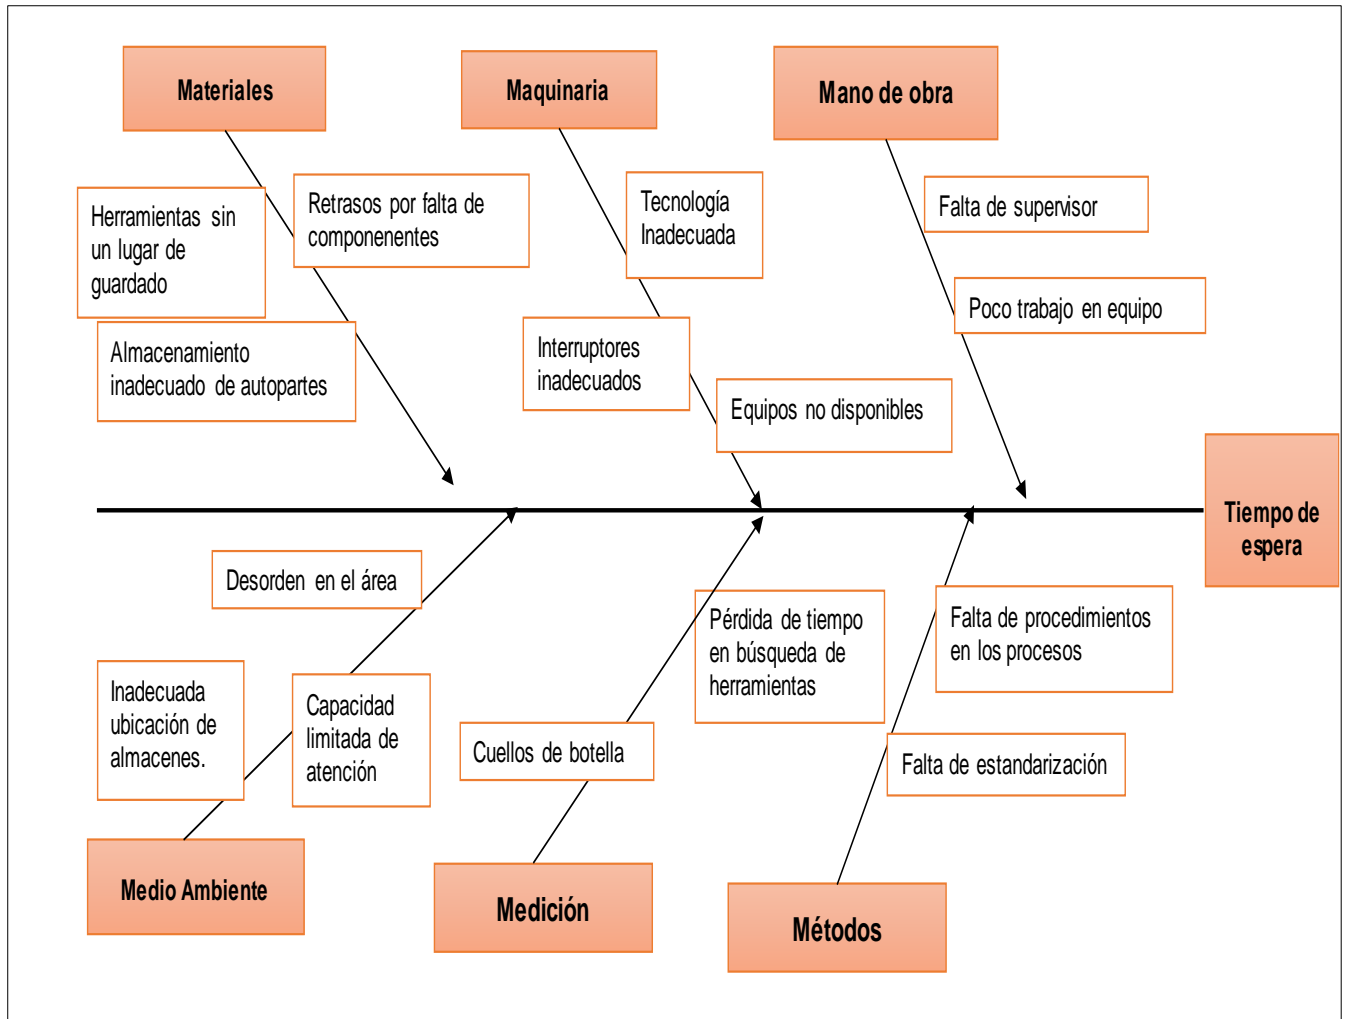 Materiales
Maquinaria
Mano de obra
Herramientas sin
un lugar de
guardado
Retrasos por falta de
componenentes
Tecnología
Inadecuada
Falta de supervisor
Almacenamiento
inadecuado de autopartes
Interruptores
inadecuados
Poco trabajo en equipo
Equipos no disponibles
Tiempo de
espera
Desorden en el área
Inadecuada
ubicación de
almacenes.
Capacidad
limitada de
atención
Cuellos de botella
Pérdida de tiempo
en búsqueda de
herramientas
Falta de procedimientos
en los procesos
Falta de estandarización
Medio Ambiente
Medición
Métodos